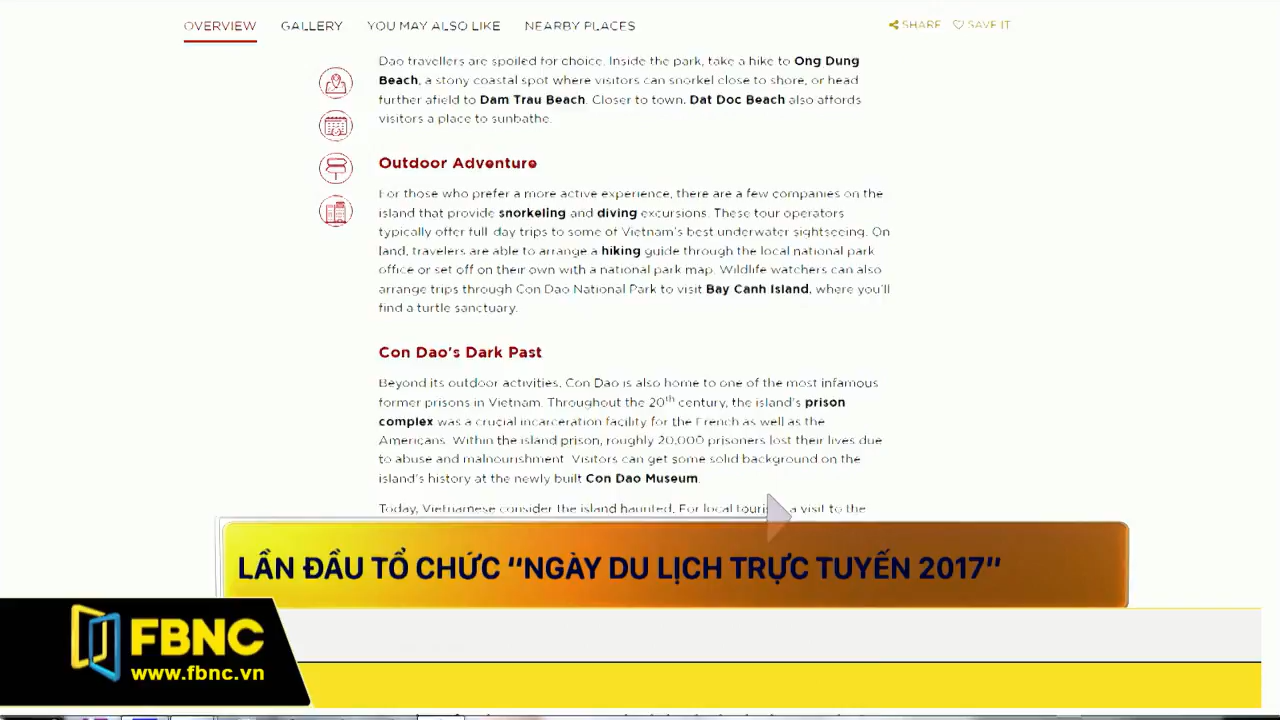 OVERVIEW GALLERY YOU MAY ALSO LIKE NEARBY PLACES SHARE SAVE IT
Dao travellers are spoiled for choice. Inside the park, take a hike to Ong Dung
Beach, a stony coastal spot where visitors can snorkel close to shore, or head
further afield to Dam Trau Beach. Closer to town, Dat Doc Beach also affords
visitors a place to sunbathe.
Outdoor Adventure
For those who prefer a more active experience, there are a few companies on the
island that provide snorkeling and diving excursions. These tour operators
typically offer full-day trips to some of Vietnam's best underwater sightseeing. On
land, travelers are able to arrange a hiking guide through the local national park
office or set off on their own with a national park map. Wildlife watchers can also
arrange trips through Con Dao National Park to visit Bay Canh Island, where you'll
find a turtle sanctuary.
Con Dao's Dark Past
Beyond its outdoor activities, Con Dao is also home to one of the most infamous
former prisons in Vietnam. Throughout the 20th century, the island's prison
complex was a crucial incarceration facility for the French as well as the
Americans. Within the island prison, roughly 20,000 prisoners lost their lives due
to abuse and malnourishment. Visitors can get some solid background on the
island's history at the newly built Con Dao Museum.
Today, Vietnamese consider the island haunted. For local a visit to the
LẦN ĐẦU TỔ CHỨC “NGÀY DU LỊCH TRỰC TUYẾN 2017”
FBNC
www.fbnc.vn